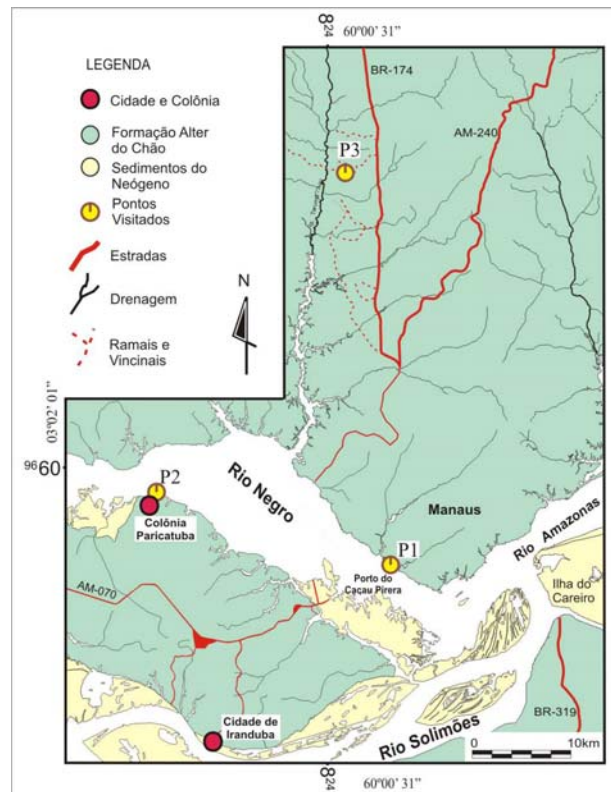 8²⁴ 60°00' 31"
LEGENDA
Cidade e Colônia
Formação Alter
do Chão
Sedimentos do
Neógeno
Pontos
Visitados
Estradas
Drenagem
Ramais e
Vincinais
N
BR-174
AM-240
P3
03°02' 01"
9660
P2
Colônia
Paricatuba
Rio Negro
Manaus
Rio Amazonas
P1
Porto do
Caçau Pirera
Ilha do
Careiro
AM-070
Cidade de
Iranduba
Rio Solimões
BR-319
0 10km
8²⁴ 60°00' 31"